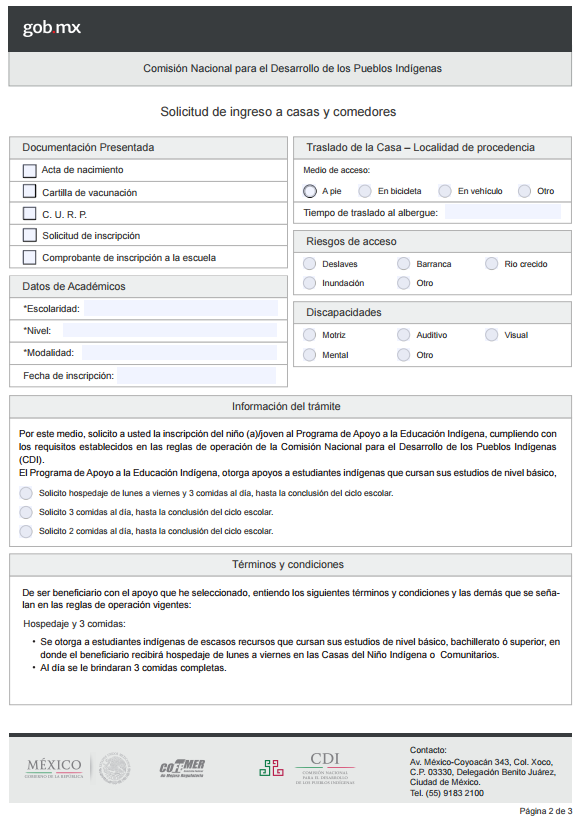 gob.mx
Comisión Nacional para el Desarrollo de los Pueblos Indígenas
Solicitud de ingreso a casas y comedores
Documentación Presentada
Acta de nacimiento
Cartilla de vacunación
C. U. R. P.
Solicitud de inscripción
Comprobante de inscripción a la escuela
Datos de Académicos
*Escolaridad:
*Nivel:
*Modalidad:
Fecha de inscripción:
Traslado de la Casa – Localidad de procedencia
Medio de acceso:
A pie En bicicleta En vehículo Otro
Tiempo de traslado al albergue:
Riesgos de acceso
Deslaves Barranca Rio crecido
Inundación Otro
Discapacidades
Motriz Auditivo Visual
Mental Otro
Información del trámite
Por este medio, solicito a usted la inscripción del niño (a)/joven al Programa de Apoyo a la Educación Indígena, cumpliendo con
los requisitos establecidos en las reglas de operación de la Comisión Nacional para el Desarrollo de los Pueblos Indígenas
(CDI).
El Programa de Apoyo a la Educación Indígena, otorga apoyos a estudiantes indígenas que cursan sus estudios de nivel básico,
Solicito hospedaje de lunes a viernes y 3 comidas al día, hasta la conclusión del ciclo escolar.
Solicito 3 comidas al día, hasta la conclusión del ciclo escolar.
Solicito 2 comidas al día, hasta la conclusión del ciclo escolar.
Términos y condiciones
De ser beneficiario con el apoyo que he seleccionado, entiendo los siguientes términos y condiciones y las demás que se seña-
lan en las reglas de operación vigentes:
Hospedaje y 3 comidas:
• Se otorga a estudiantes indígenas de escasos recursos que cursan sus estudios de nivel básico, bachillerato ó superior, en
donde el beneficiario recibirá hospedaje de lunes a viernes en las Casas del Niño Indígena o Comunitarios.
• Al día se le brindaran 3 comidas completas.
MÉXICO
GOBIERNO DE LA REPÚBLICA
COFEMER
de Mejora Regulatoria
CDI
COMISIÓN NACIONAL
PARA EL DESARROLLO
DE LOS PUEBLOS INDÍGENAS
Contacto:
Av. México-Coyoacán 343, Col. Xoco,
C.P. 03330, Delegación Benito Juárez,
Ciudad de México.
Tel. (55) 9183 2100
Página 2 de 3